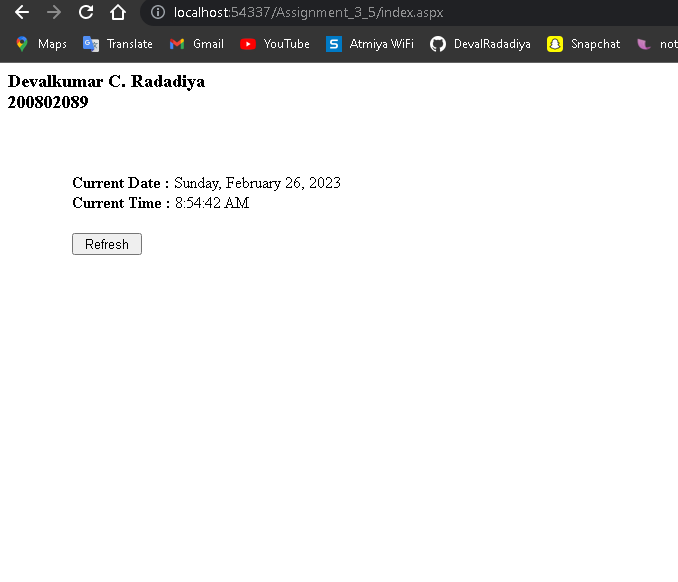 localhost:54337/Assignment_3_5/index.aspx
Maps Translate Gmail YouTube Atmiya WiFi DevalRadadiya Snapchat not
Devalkumar C. Radadiya
200802089
Current Date : Sunday, February 26, 2023
Current Time : 8:54:42 AM
Refresh